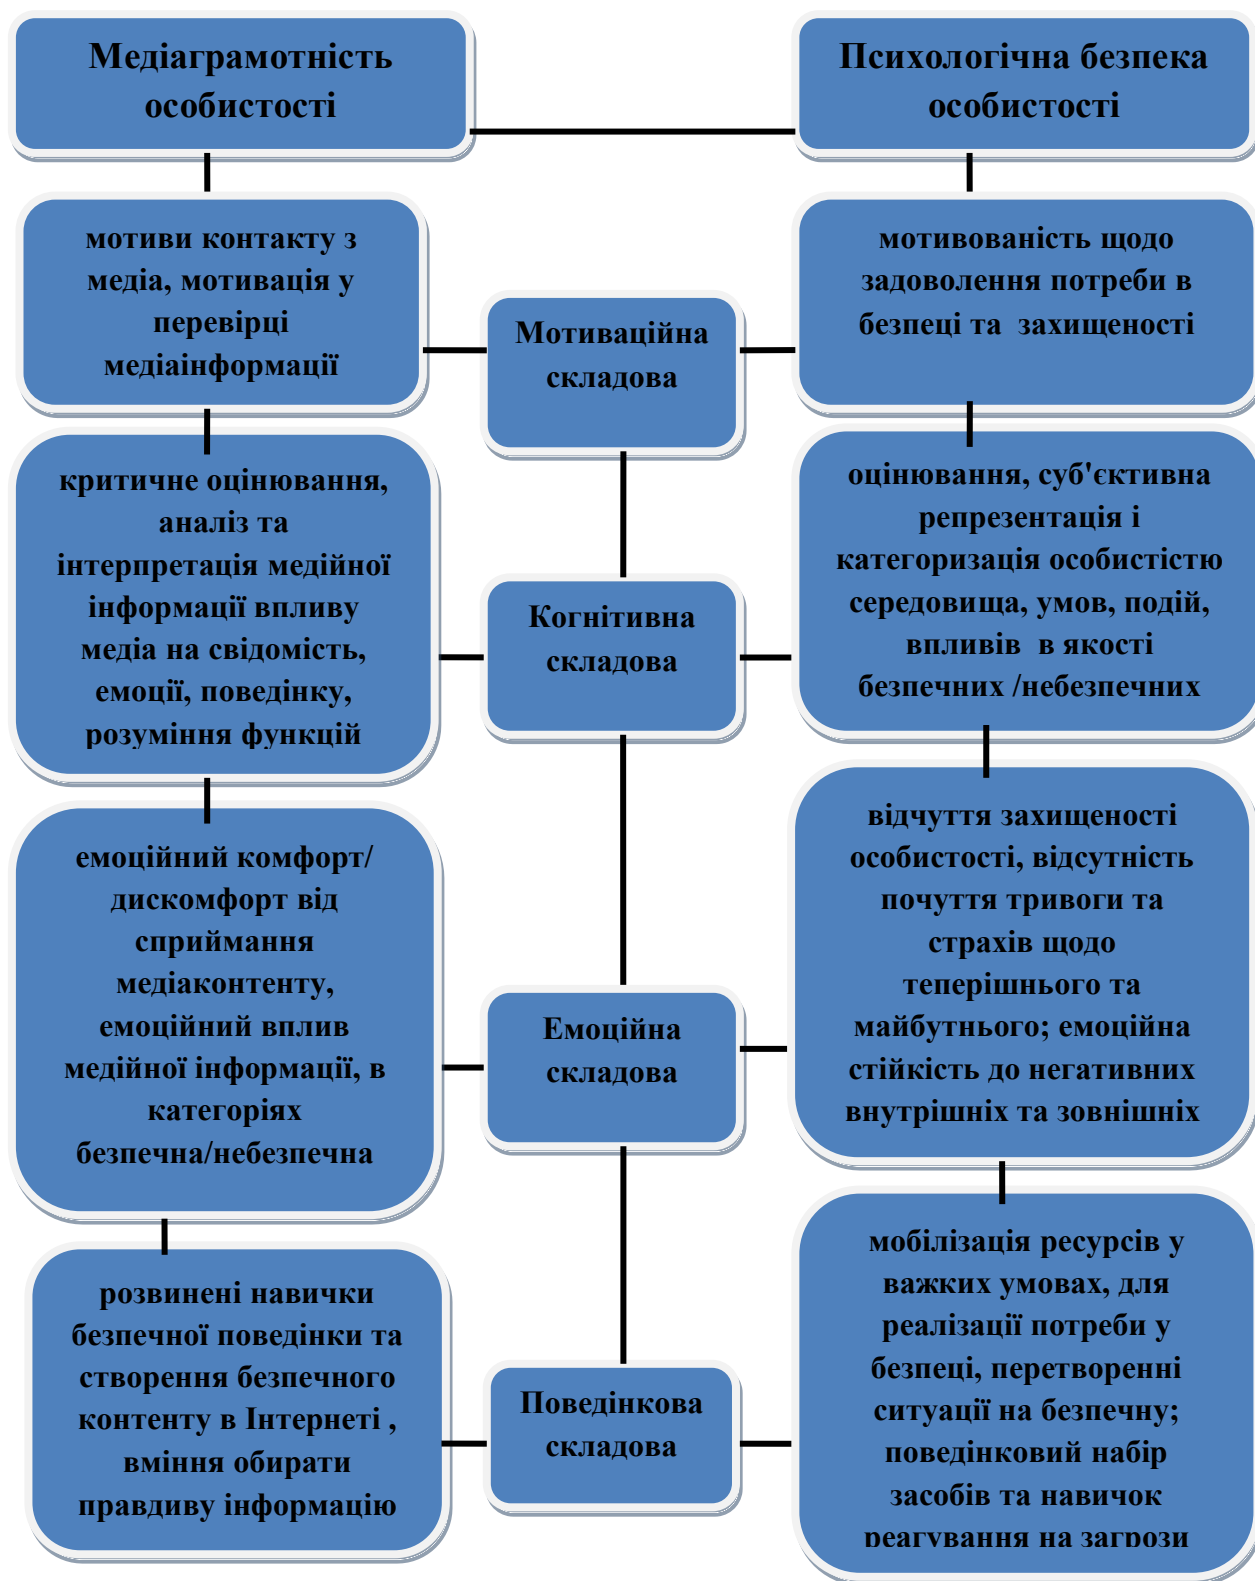 Медіаграмотність
особистості
Психологічна безпека
особистості
мотиви контакту з
медіа, мотивація у
перевірці
медіаінформації
Мотиваційна
складова
мотивованість щодо
задоволення потреби в
безпеці та захищеності
критичне оцінювання,
аналіз та
інтерпретація медійної
інформації впливу
медіа на свідомість,
емоції, поведінку,
розуміння функцій
Когнітивна
складова
оцінювання, суб'єктивна
репрезентація і
категоризація особистістю
середовища, умов, подій,
впливів в якості
безпечних /небезпечних
емоційний комфорт/
дискомфорт від
сприймання
медіаконтенту,
емоційний вплив
медійної інформації, в
категоріях
безпечна/небезпечна
Емоційна
складова
відчуття захищеності
особистості, відсутність
почуття тривоги та
страхів щодо
теперішнього та
майбутнього; емоційна
стійкість до негативних
внутрішніх та зовнішніх
розвинені навички
безпечної поведінки та
створення безпечного
контенту в Інтернеті ,
вміння обирати
правдиву інформацію
Поведінкова
складова
мобілізація ресурсів у
важких умовах, для
реалізації потреби у
безпеці, перетворенні
ситуації на безпечну;
поведінковий набір
засобів та навичок
реагування на загрози